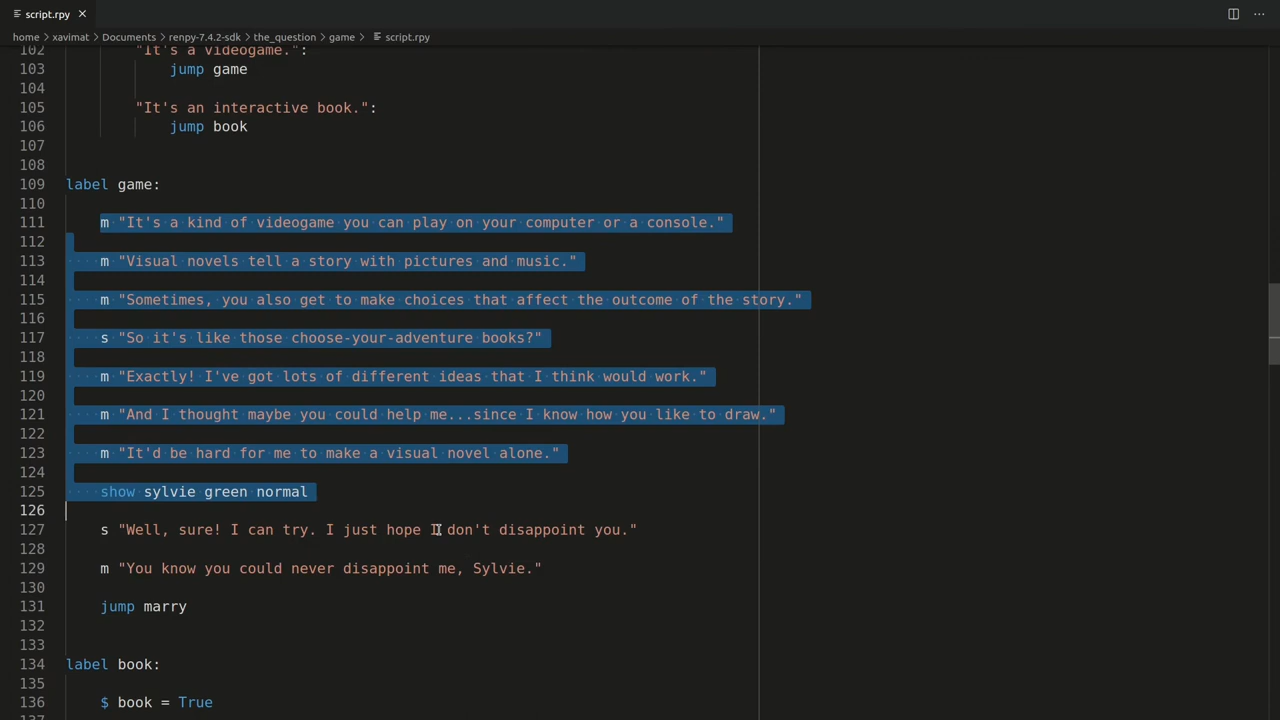 script.rpy
home > xavimat > Documents > renpy-7.4.2-sdk > the_question > game > script.rpy
102 "It's a videogame.":
103 jump game
104
105 "It's an interactive book.":
106 jump book
107
108
109 label game:
110
111 m "It's a kind of videogame you can play on your computer or a console."
112
113 m "Visual novels tell a story with pictures and music."
114
115 m "Sometimes, you also get to make choices that affect the outcome of the story."
116
117 s "So it's like those choose-your-adventure books?"
118
119 m "Exactly! I've got lots of different ideas that I think would work."
120
121 m "And I thought maybe you could help me...since I know how you like to draw."
122
123 m "It'd be hard for me to make a visual novel alone."
124
125 show sylvie green normal
126
127 s "Well, sure! I can try. I just hope I don't disappoint you."
128
129 m "You know you could never disappoint me, Sylvie."
130
131 jump marry
132
133
134 label book:
135
136 $ book = True
137